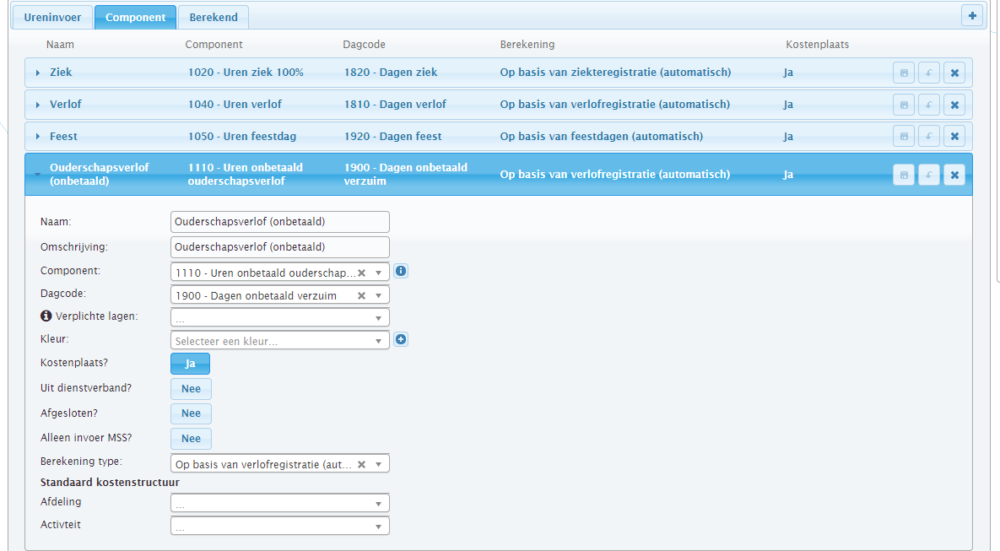 Ureninvoer Component Berekend
Naam Component Dagcode Berekening Kostenplaats
Ziek 1020 - Uren ziek 100% 1820 - Dagen ziek Op basis van ziekteregistratie (automatisch) Ja
Verlof 1040 - Uren verlof 1810 - Dagen verlof Op basis van verlofregistratie (automatisch) Ja
Feest 1050 - Uren feestdag 1920 - Dagen feest Op basis van feestdagen (automatisch) Ja
Ouderschapsverlof 1110 - Uren onbetaald 1900 - Dagen onbetaald
(onbetaald) ouderschapsverlof verzuim Op basis van verlofregistratie (automatisch) Ja
Naam: Ouderschapsverlof (onbetaald)
Omschrijving: Ouderschapsverlof (onbetaald)
Component: 1110 - Uren onbetaald ouderschap...
Dagcode: 1900 - Dagen onbetaald verzuim
Verplichte lagen: ...
Kleur: Selecteer een kleur...
Kostenplaats? Ja
Uit dienstverband? Nee
Afgesloten? Nee
Alleen invoer MSS? Nee
Berekening type: Op basis van verlofregistratie (aut...
Standaard kostenstructuur
Afdeling ...
Activteit ...